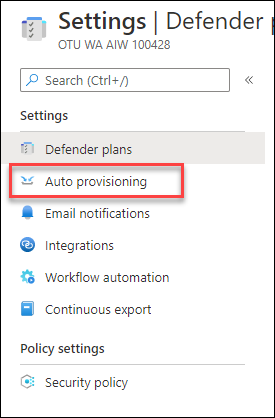 Settings | Defender
OTU WA AIW 100428
Search (Ctrl+/)
Settings
Defender plans
Auto provisioning
Email notifications
Integrations
Workflow automation
Continuous export
Policy settings
Security policy